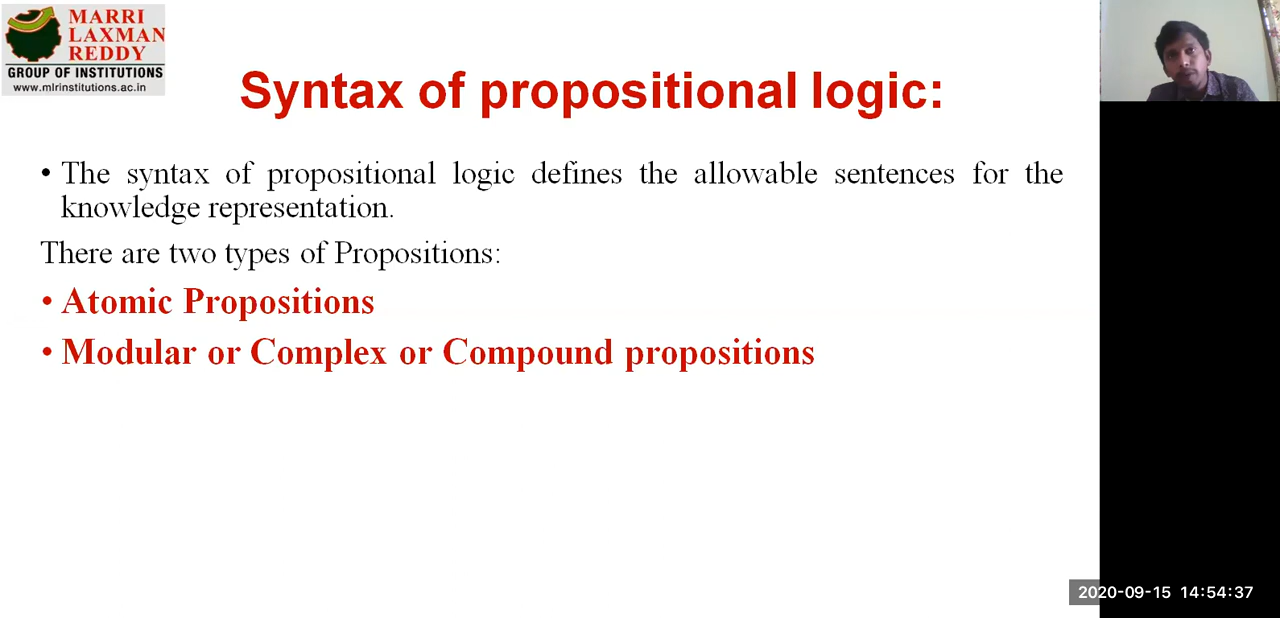 MARRI
LAXMAN
REDDY
GROUP OF INSTITUTIONS
www.mlrinstitutions.ac.in
Syntax of propositional logic:
• The syntax of propositional logic defines the allowable sentences for the
knowledge representation.
There are two types of Propositions:
• Atomic Propositions
• Modular or Complex or Compound propositions
2020-09-15 14:54:37